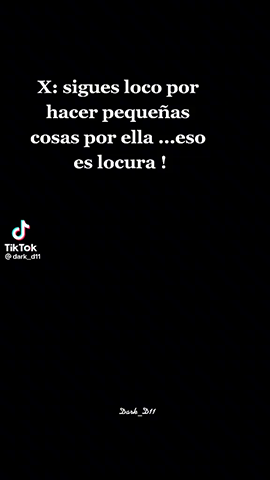 X: sigues loco por
hacer pequeñas
cosas por ella ...eso
es locura !
TikTok
@dark_d11
Dark_D11